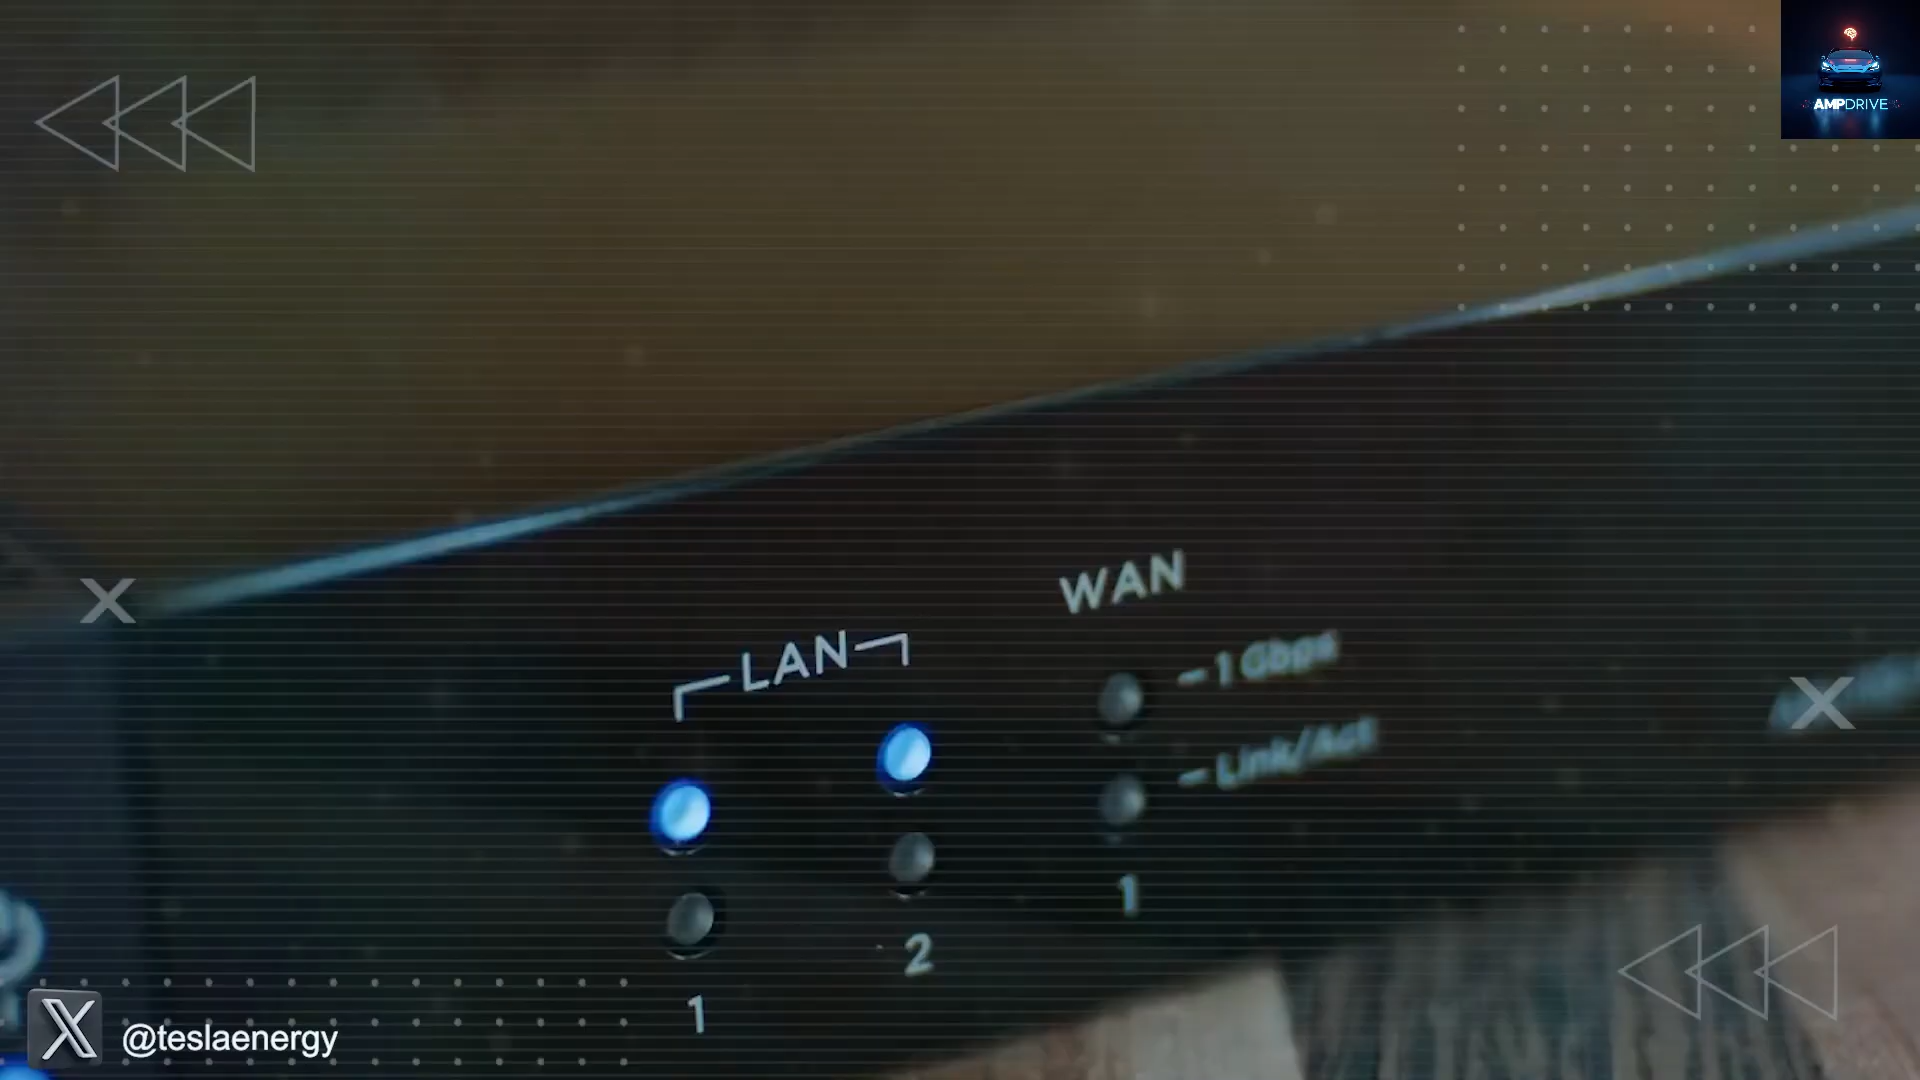 AMPDRIVE
WAN
LAN
– 1 Gbps
– Link/Act
1
2
1
@teslaenergy